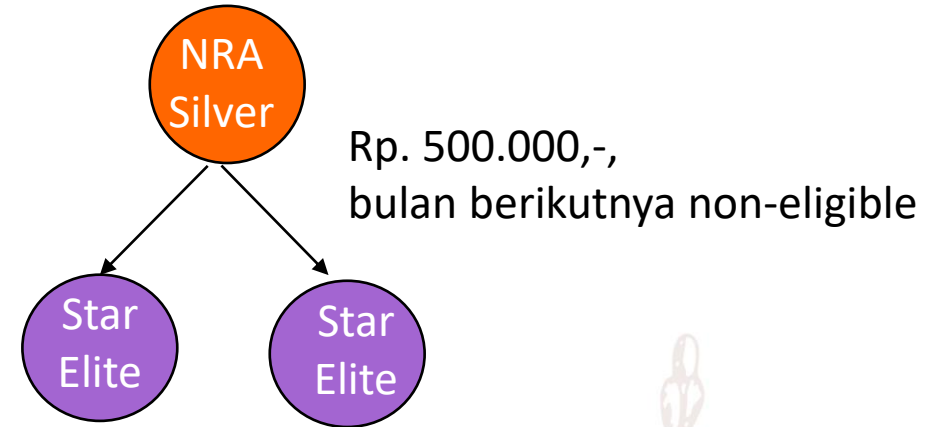 NRA
Silver
Rp. 500.000,-,
bulan berikutnya non-eligible
Star
Elite
Star
Elite